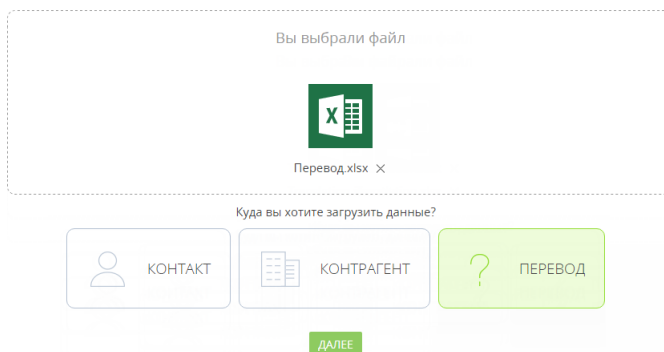 Вы выбрали файл
X
Перевод.xlsx
Куда вы хотите загрузить данные?
КОНТАКТ
КОНТРАГЕНТ
? ПЕРЕВОД
ДАЛЕЕ